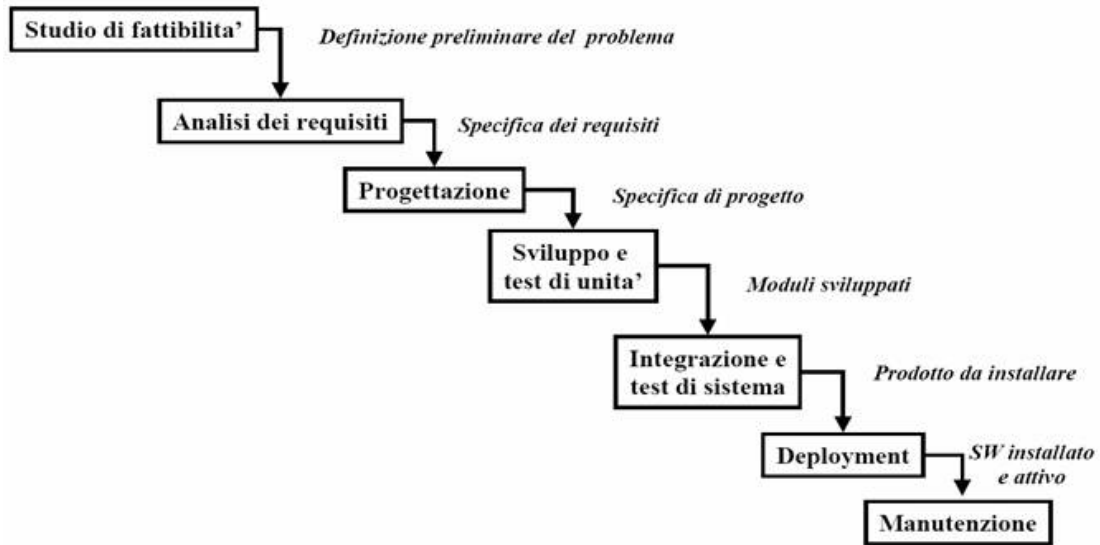 Studio di fattibilita'
Definizione preliminare del problema
Analisi dei requisiti
Specifica dei requisiti
Progettazione
Specifica di progetto
Sviluppo e
test di unita'
Moduli sviluppati
Integrazione e
test di sistema
Prodotto da installare
Deployment
SW installato
e attivo
Manutenzione